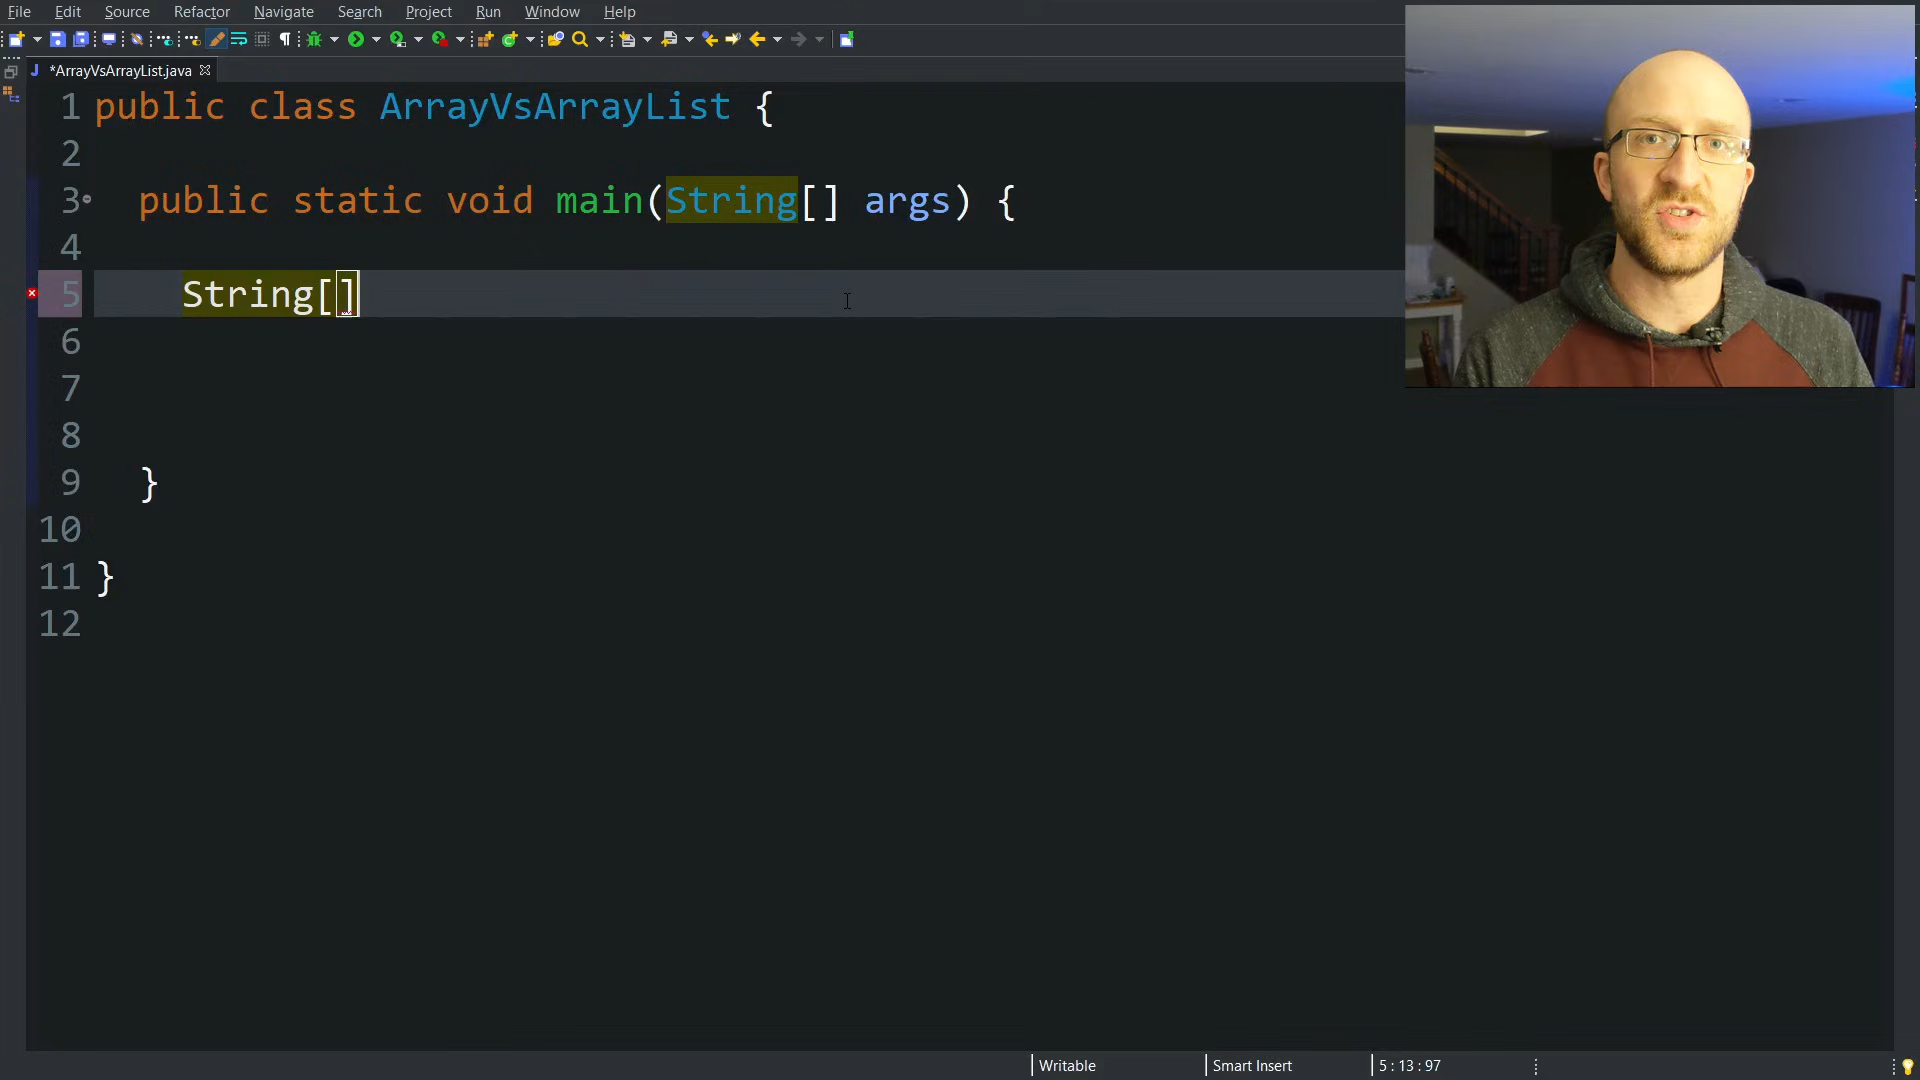 File Edit Source Refactor Navigate Search Project Run Window Help
*ArrayVsArrayList.java
1 public class ArrayVsArrayList {
2
3 public static void main(String[] args) {
4
5 String[]
6
7
8
9 }
10
11 }
12
Writable Smart Insert 5 : 13 : 97